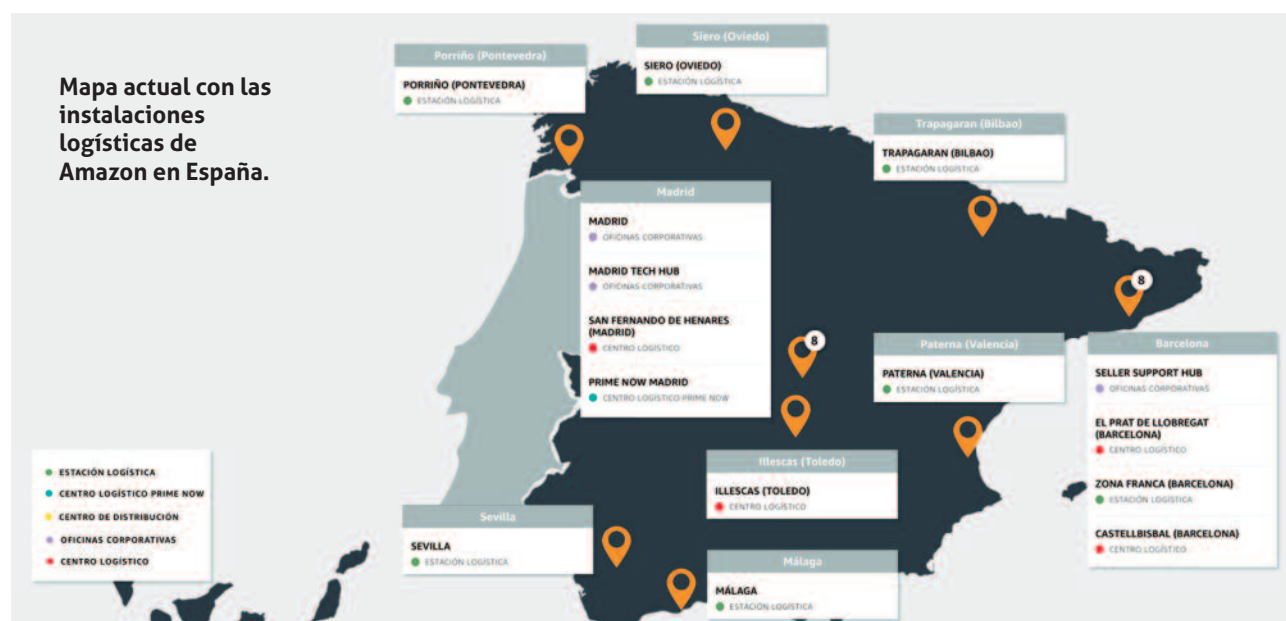 Mapa actual con las
instalaciones
logísticas de
Amazon en España.
Porriño (Pontevedra)
PORRIÑO (PONTEVEDRA)
ESTACIÓN LOGÍSTICA
Siero (Oviedo)
SIERO (OVIEDO)
ESTACIÓN LOGÍSTICA
Trapagaran (Bilbao)
TRAPAGARAN (BILBAO)
ESTACIÓN LOGÍSTICA
Madrid
MADRID
OFICINAS CORPORATIVAS
MADRID TECH HUB
OFICINAS CORPORATIVAS
SAN FERNANDO DE HENARES
(MADRID)
CENTRO LOGÍSTICO
PRIME NOW MADRID
CENTRO LOGÍSTICO PRIME NOW
8
8
Paterna (Valencia)
PATERNA (VALENCIA)
ESTACIÓN LOGÍSTICA
Barcelona
SELLER SUPPORT HUB
OFICINAS CORPORATIVAS
EL PRAT DE LLOBREGAT
(BARCELONA)
CENTRO LOGÍSTICO
ZONA FRANCA (BARCELONA)
ESTACIÓN LOGÍSTICA
CASTELLBISBAL (BARCELONA)
CENTRO LOGÍSTICO
Illescas (Toledo)
ILLESCAS (TOLEDO)
CENTRO LOGÍSTICO
ESTACIÓN LOGÍSTICA
CENTRO LOGÍSTICO PRIME NOW
CENTRO DE DISTRIBUCIÓN
OFICINAS CORPORATIVAS
CENTRO LOGÍSTICO
Sevilla
SEVILLA
ESTACIÓN LOGÍSTICA
Málaga
MÁLAGA
ESTACIÓN LOGÍSTICA